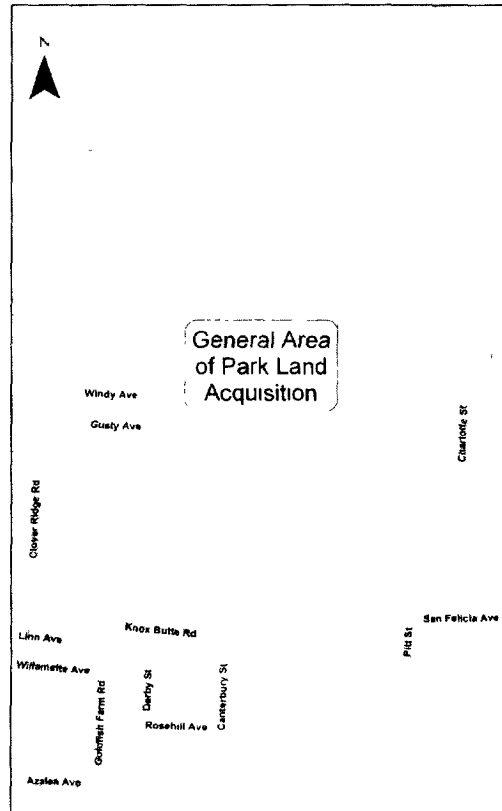 N
General Area
of Park Land
Acquisition
Windy Ave
Gusty Ave
Charlotte St
Clover Ridge Rd
San Felicia Ave
Knox Butte Rd
Linn Ave
Pitt St
Willamette Ave
Derby St
Canterbury St
Goldfish Farm Rd
Rosehill Ave
Azalea Ave